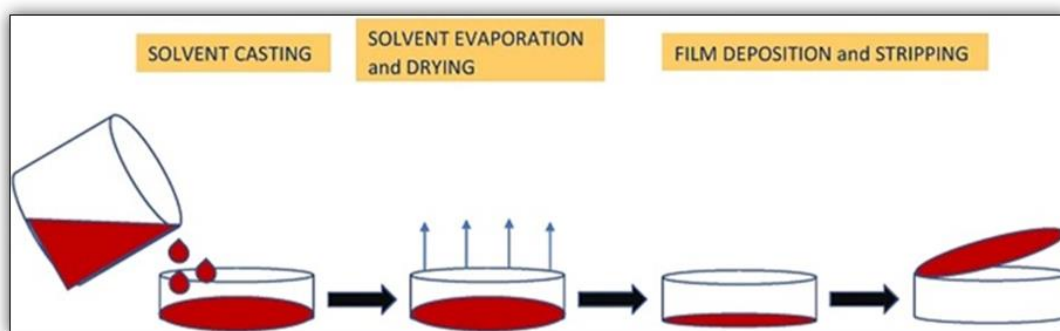 SOLVENT CASTING
SOLVENT EVAPORATION
and DRYING
FILM DEPOSITION and STRIPPING